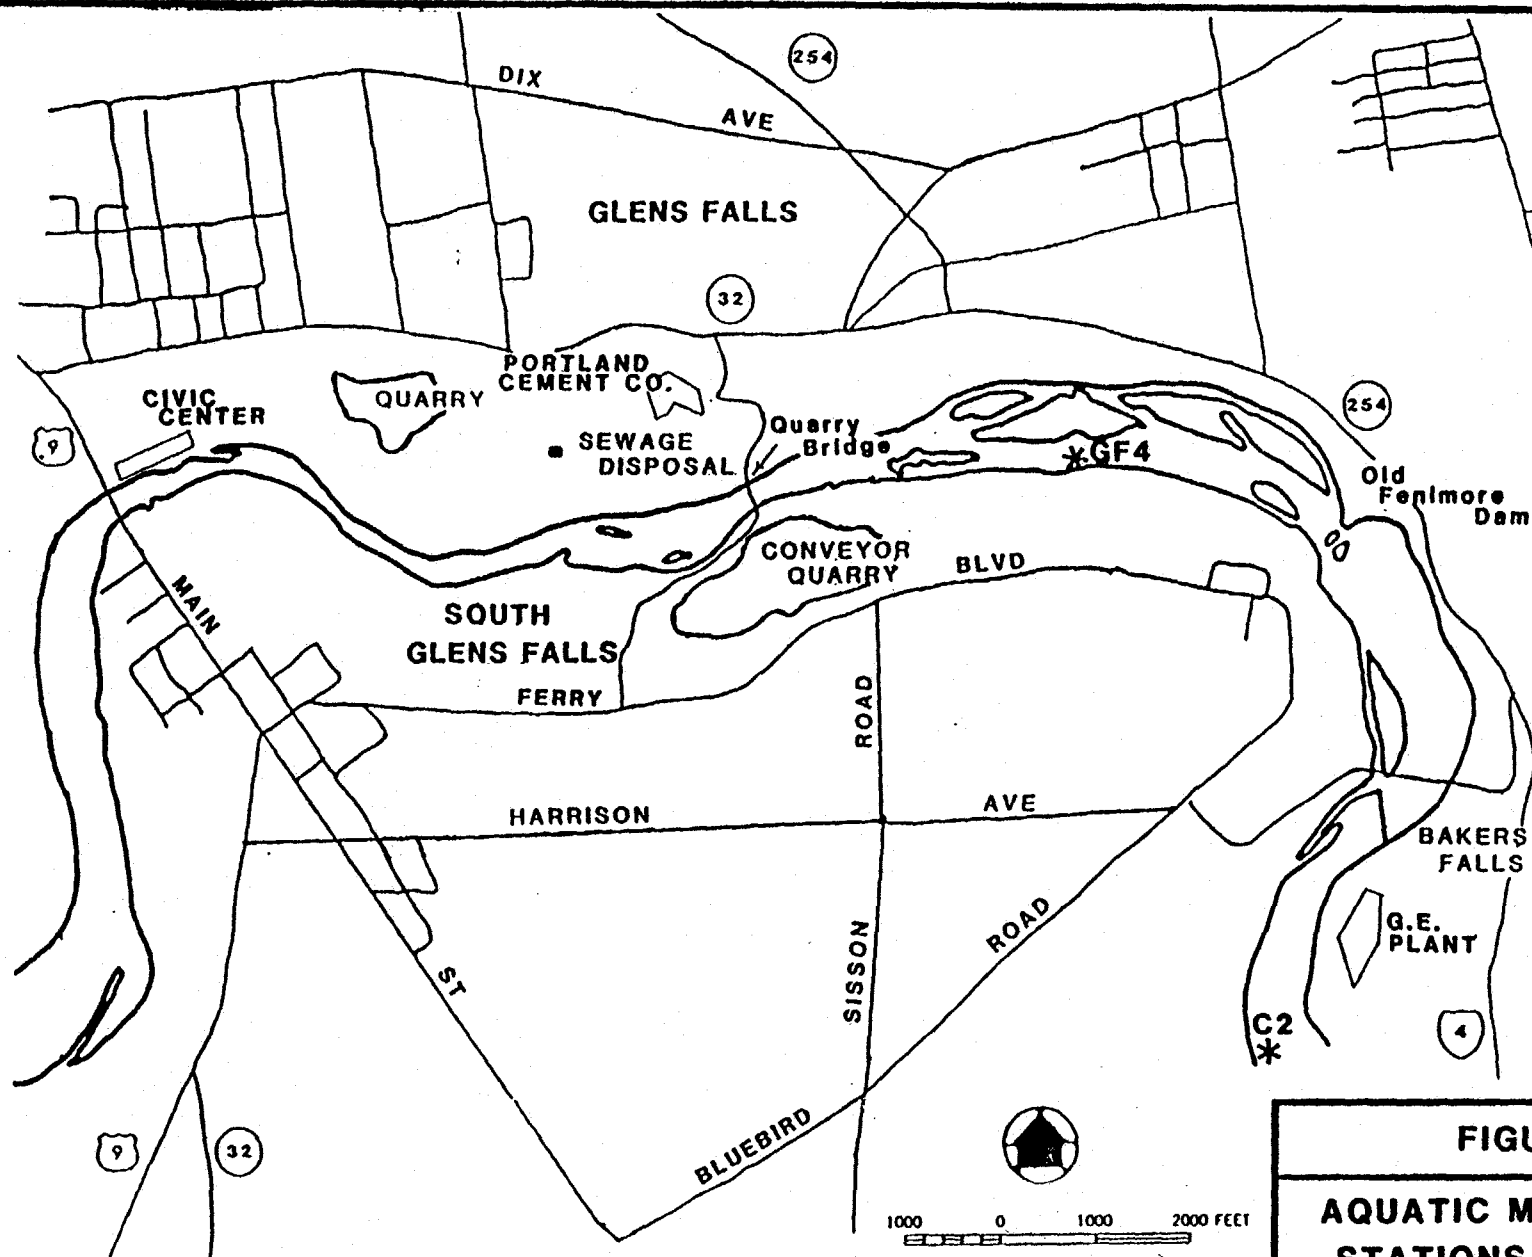 254
DIX
AVE
GLENS FALLS
32
PORTLAND
CEMENT CO.
QUARRY
CIVIC
CENTER
9
SEWAGE
DISPOSAL
Quarry
Bridge
GF4
254
Old
Fenimore
Dam
CONVEYOR
QUARRY
BLVD
MAIN
SOUTH
GLENS FALLS
FERRY
ROAD
HARRISON
AVE
BAKERS
FALLS
G.E.
PLANT
ROAD
SISSON
ST
C2
4
BLUEBIRD
9
32
1000 0 1000 2000 FEET
FIGU
AQUATIC M
STATIONS